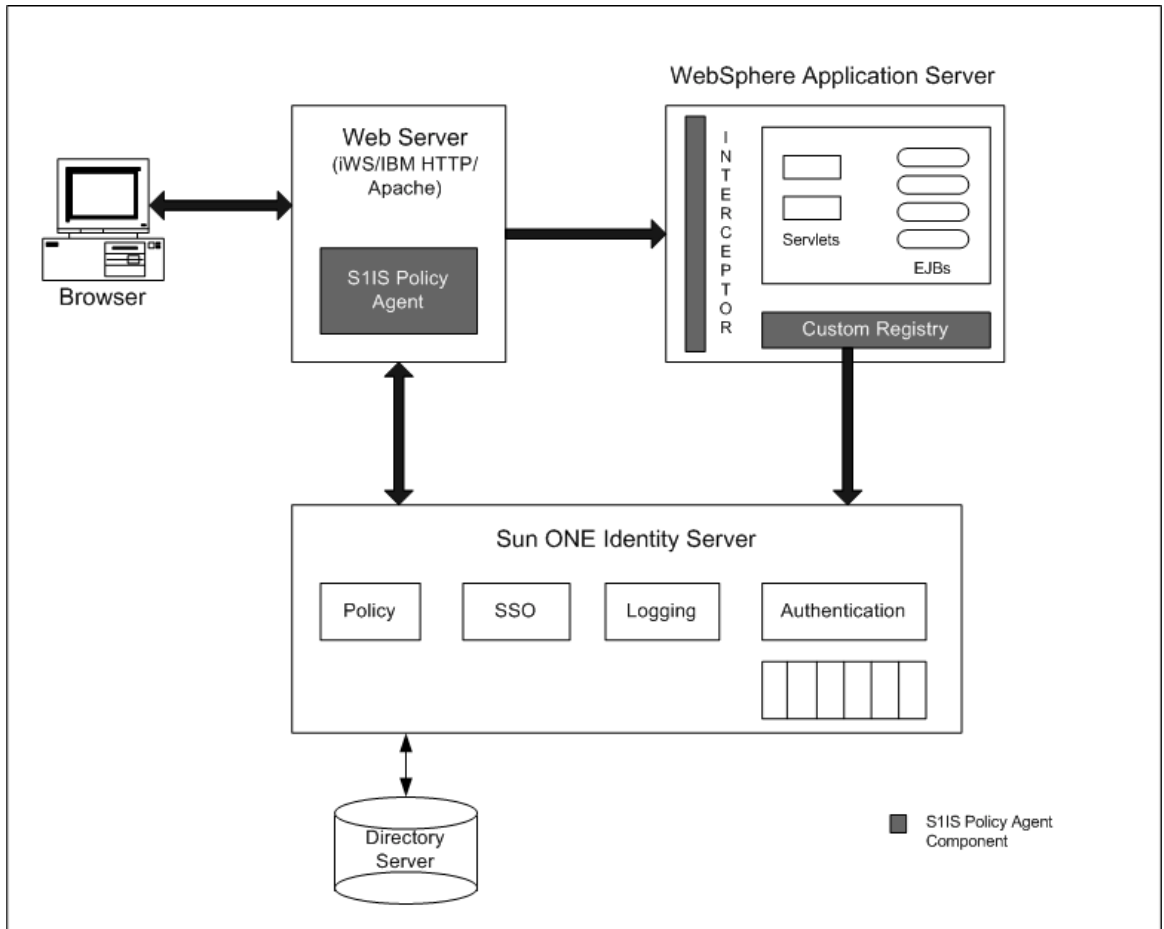 WebSphere Application Server
Web Server
(iWS/IBM HTTP/
Apache)
S1IS Policy
Agent
Browser
INTERCEPTOR
Servlets
EJBs
Custom Registry
Sun ONE Identity Server
Policy
SSO
Logging
Authentication
Directory
Server
S1IS Policy Agent
Component